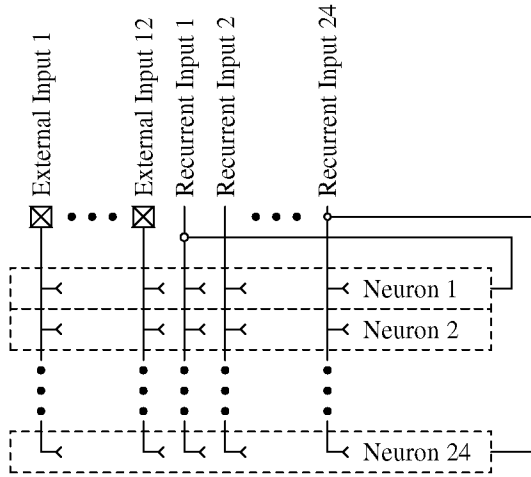 External Input 1
External Input 12
Recurrent Input 1
Recurrent Input 2
Recurrent Input 24
Neuron 1
Neuron 2
Neuron 24